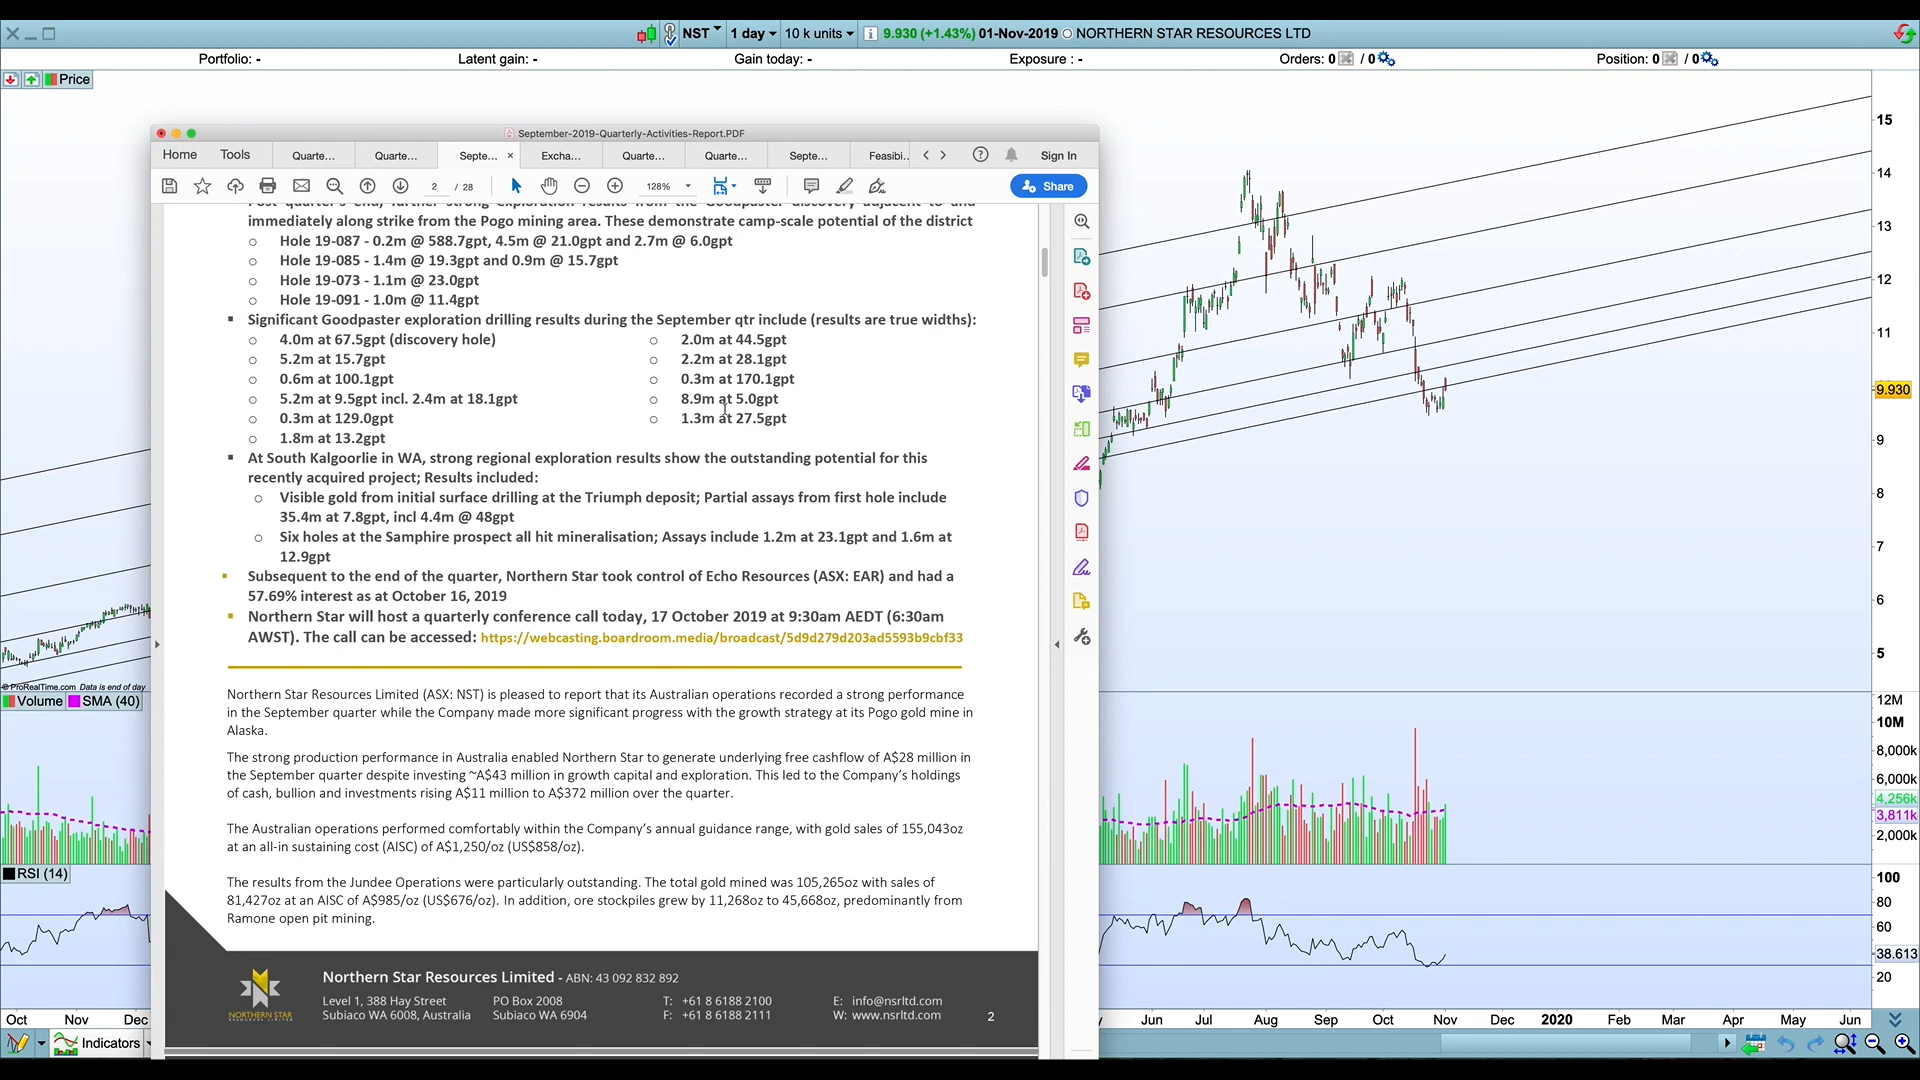 NST
1 day
10 k units
9.930 (+1.43%) 01-Nov-2019
NORTHERN STAR RESOURCES LTD
Portfolio: -
Latent gain: -
Gain today: -
Exposure : -
Orders: 0 / 0
Position: 0 / 0
Price
September-2019-Quarterly-Activities-Report.PDF
Home
Tools
Quarte...
Quarte...
Septe... ×
Excha...
Quarte...
Quarte...
Septe...
Feasibi..
Sign In
2 / 28
128%
Share
immediately along strike from the Pogo mining area. These demonstrate camp-scale potential of the district
○ Hole 19-087 - 0.2m @ 588.7gpt, 4.5m @ 21.0gpt and 2.7m @ 6.0gpt
○ Hole 19-085 - 1.4m @ 19.3gpt and 0.9m @ 15.7gpt
○ Hole 19-073 - 1.1m @ 23.0gpt
○ Hole 19-091 - 1.0m @ 11.4gpt
▪ Significant Goodpaster exploration drilling results during the September qtr include (results are true widths):
○ 4.0m at 67.5gpt (discovery hole)
○ 2.0m at 44.5gpt
○ 5.2m at 15.7gpt
○ 2.2m at 28.1gpt
○ 0.6m at 100.1gpt
○ 0.3m at 170.1gpt
○ 5.2m at 9.5gpt incl. 2.4m at 18.1gpt
○ 8.9m at 5.0gpt
○ 0.3m at 129.0gpt
○ 1.3m at 27.5gpt
○ 1.8m at 13.2gpt
▪ At South Kalgoorlie in WA, strong regional exploration results show the outstanding potential for this
recently acquired project; Results included:
○ Visible gold from initial surface drilling at the Triumph deposit; Partial assays from first hole include
35.4m at 7.8gpt, incl 4.4m @ 48gpt
○ Six holes at the Samphire prospect all hit mineralisation; Assays include 1.2m at 23.1gpt and 1.6m at
12.9gpt
▪ Subsequent to the end of the quarter, Northern Star took control of Echo Resources (ASX: EAR) and had a
57.69% interest as at October 16, 2019
▪ Northern Star will host a quarterly conference call today, 17 October 2019 at 9:30am AEDT (6:30am
AWST). The call can be accessed: https://webcasting.boardroom.media/broadcast/5d9d279d203ad5593b9cbf33
Northern Star Resources Limited (ASX: NST) is pleased to report that its Australian operations recorded a strong performance
in the September quarter while the Company made more significant progress with the growth strategy at its Pogo gold mine in
Alaska.
The strong production performance in Australia enabled Northern Star to generate underlying free cashflow of A$28 million in
the September quarter despite investing ~A$43 million in growth capital and exploration. This led to the Company's holdings
of cash, bullion and investments rising A$11 million to A$372 million over the quarter.
The Australian operations performed comfortably within the Company's annual guidance range, with gold sales of 155,043oz
at an all-in sustaining cost (AISC) of A$1,250/oz (US$858/oz).
The results from the Jundee Operations were particularly outstanding. The total gold mined was 105,265oz with sales of
81,427oz at an AISC of A$985/oz (US$676/oz). In addition, ore stockpiles grew by 11,268oz to 45,668oz, predominantly from
Ramone open pit mining.
NORTHERN STAR
Northern Star Resources Limited - ABN: 43 092 832 892
Level 1, 388 Hay Street
PO Box 2008
T: +61 8 6188 2100
E: info@nsrltd.com
Subiaco WA 6008, Australia
Subiaco WA 6904
F: +61 8 6188 2111
W: www.nsrltd.com
2
15
14
13
12
11
9.930
9
8
7
6
5
© ProRealTime.com Data is end of day
Volume
SMA (40)
12M
10M
8,000k
6,000k
4,256k
3,811k
2,000k
RSI (14)
100
80
60
38.613
20
Oct
Nov
Dec
Jun
Jul
Aug
Sep
Oct
Nov
Dec
2020
Feb
Mar
Apr
May
Jun
Indicators